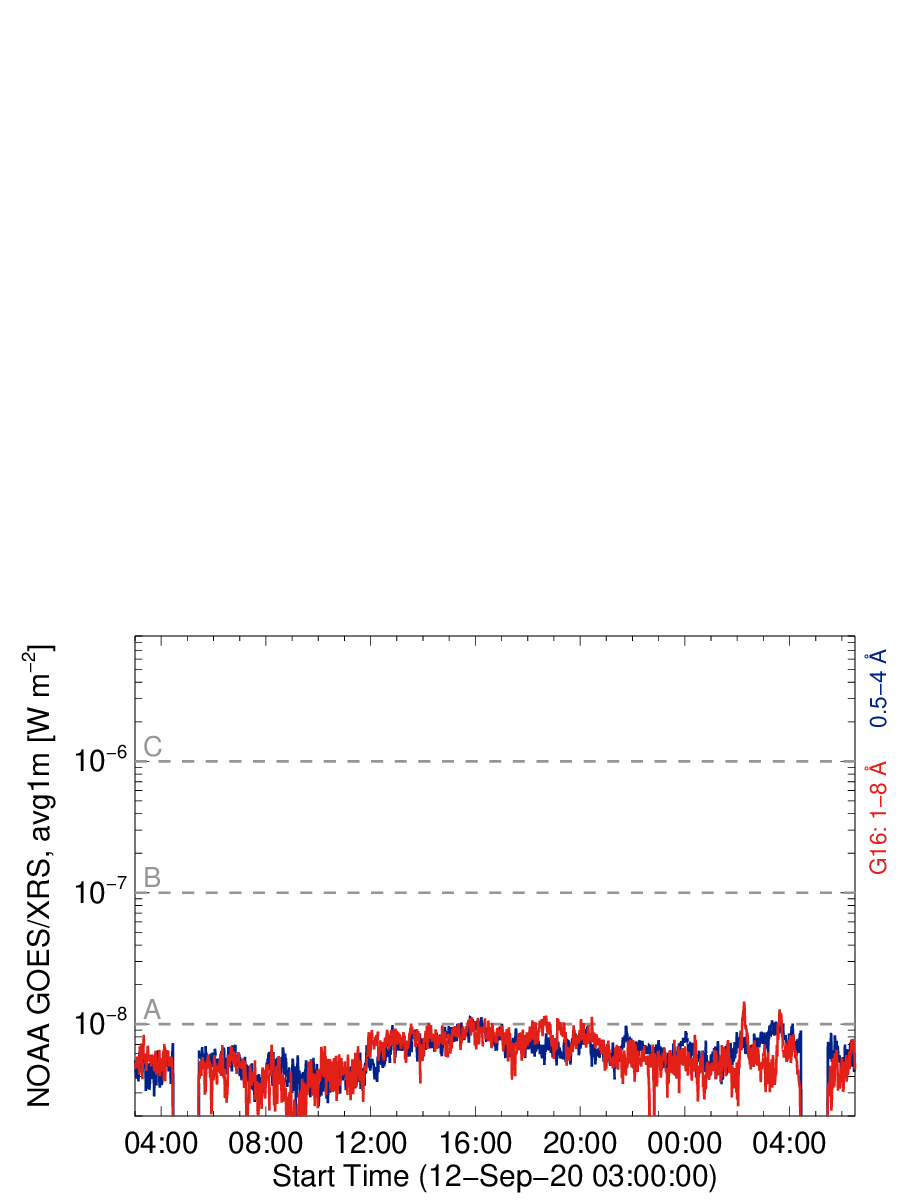 NOAA GOES/XRS, avg1m [W m⁻²]
10⁻⁶
10⁻⁷
10⁻⁸
C
B
A
04:00 08:00 12:00 16:00 20:00 00:00 04:00
Start Time (12−Sep−20 03:00:00)
G16: 1−8 Å 0.5−4 Å